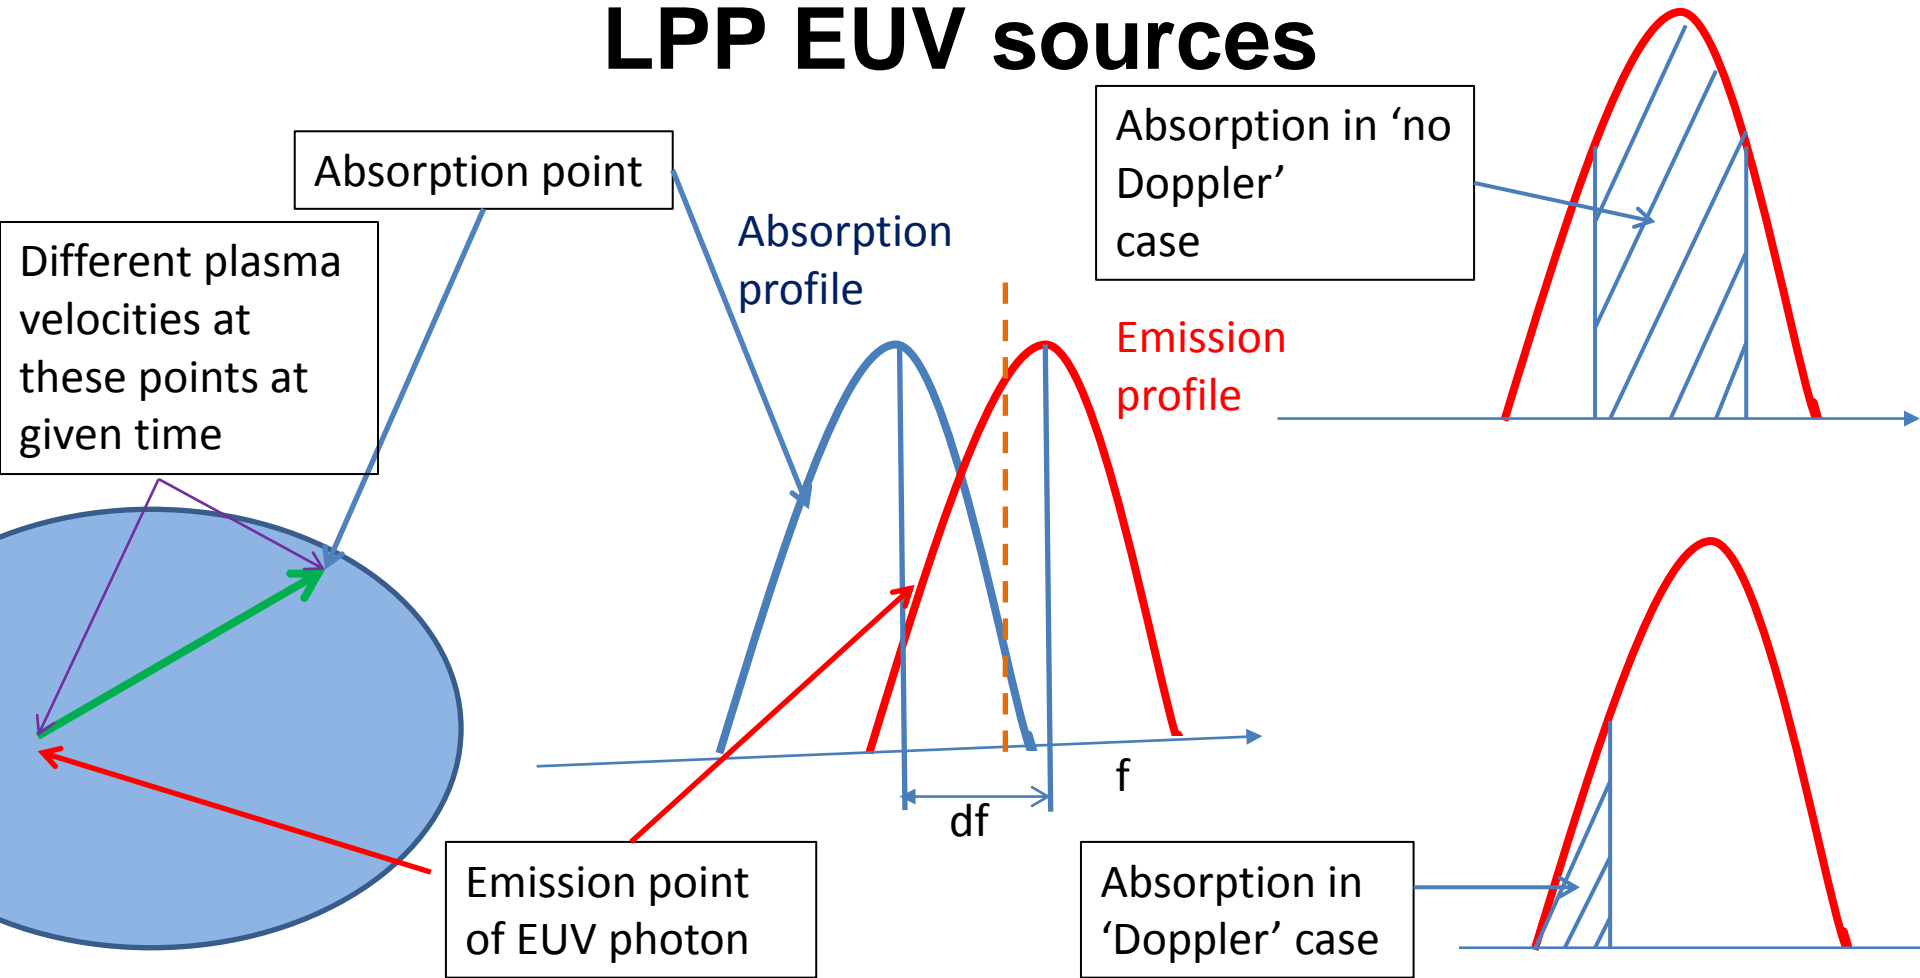 LPP EUV sources
Absorption point
Different plasma
velocities at
these points at
given time
Absorption
profile
Absorption in ‘no
Doppler’
case
Emission
profile
f
df
Emission point
of EUV photon
Absorption in
‘Doppler’ case